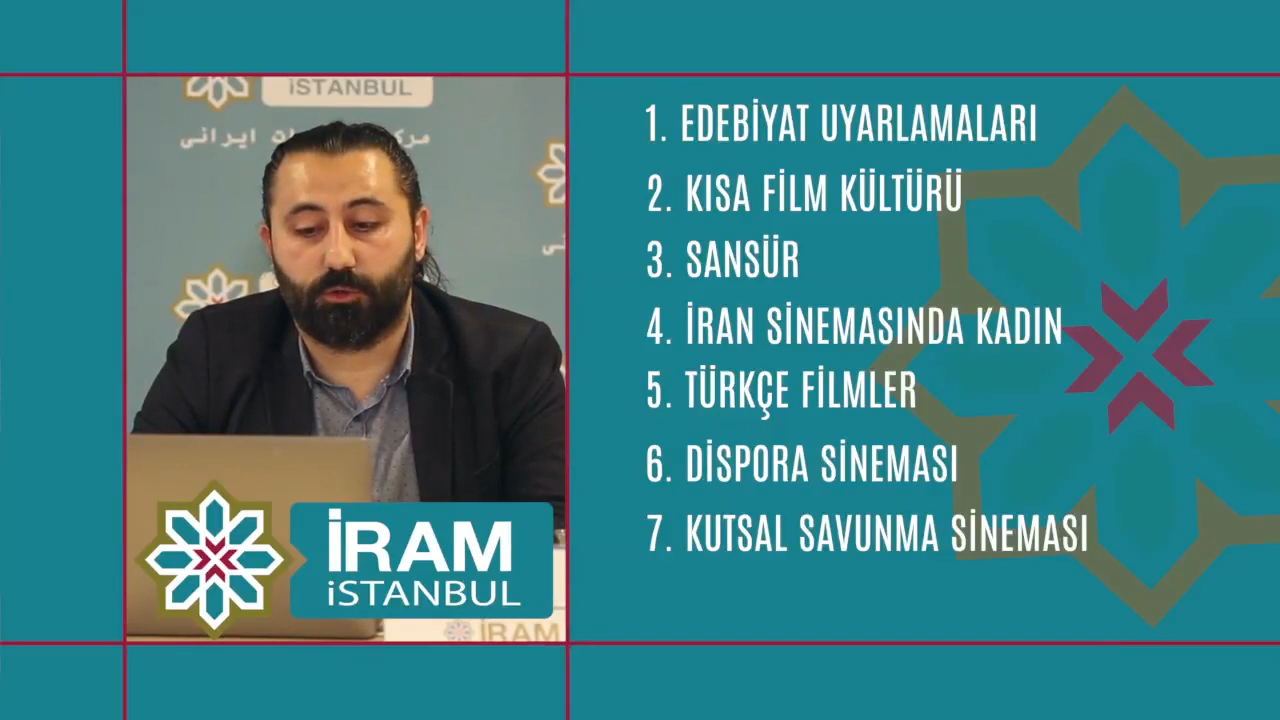 İSTANBUL
ایرانی
1. EDEBİYAT UYARLAMALARI
2. KISA FİLM KÜLTÜRÜ
3. SANSÜR
4. İRAN SİNEMASINDA KADIN
5. TÜRKÇE FİLMLER
6. DİSPORA SİNEMASI
7. KUTSAL SAVUNMA SİNEMASI
İRAM
İSTANBUL
İRAM